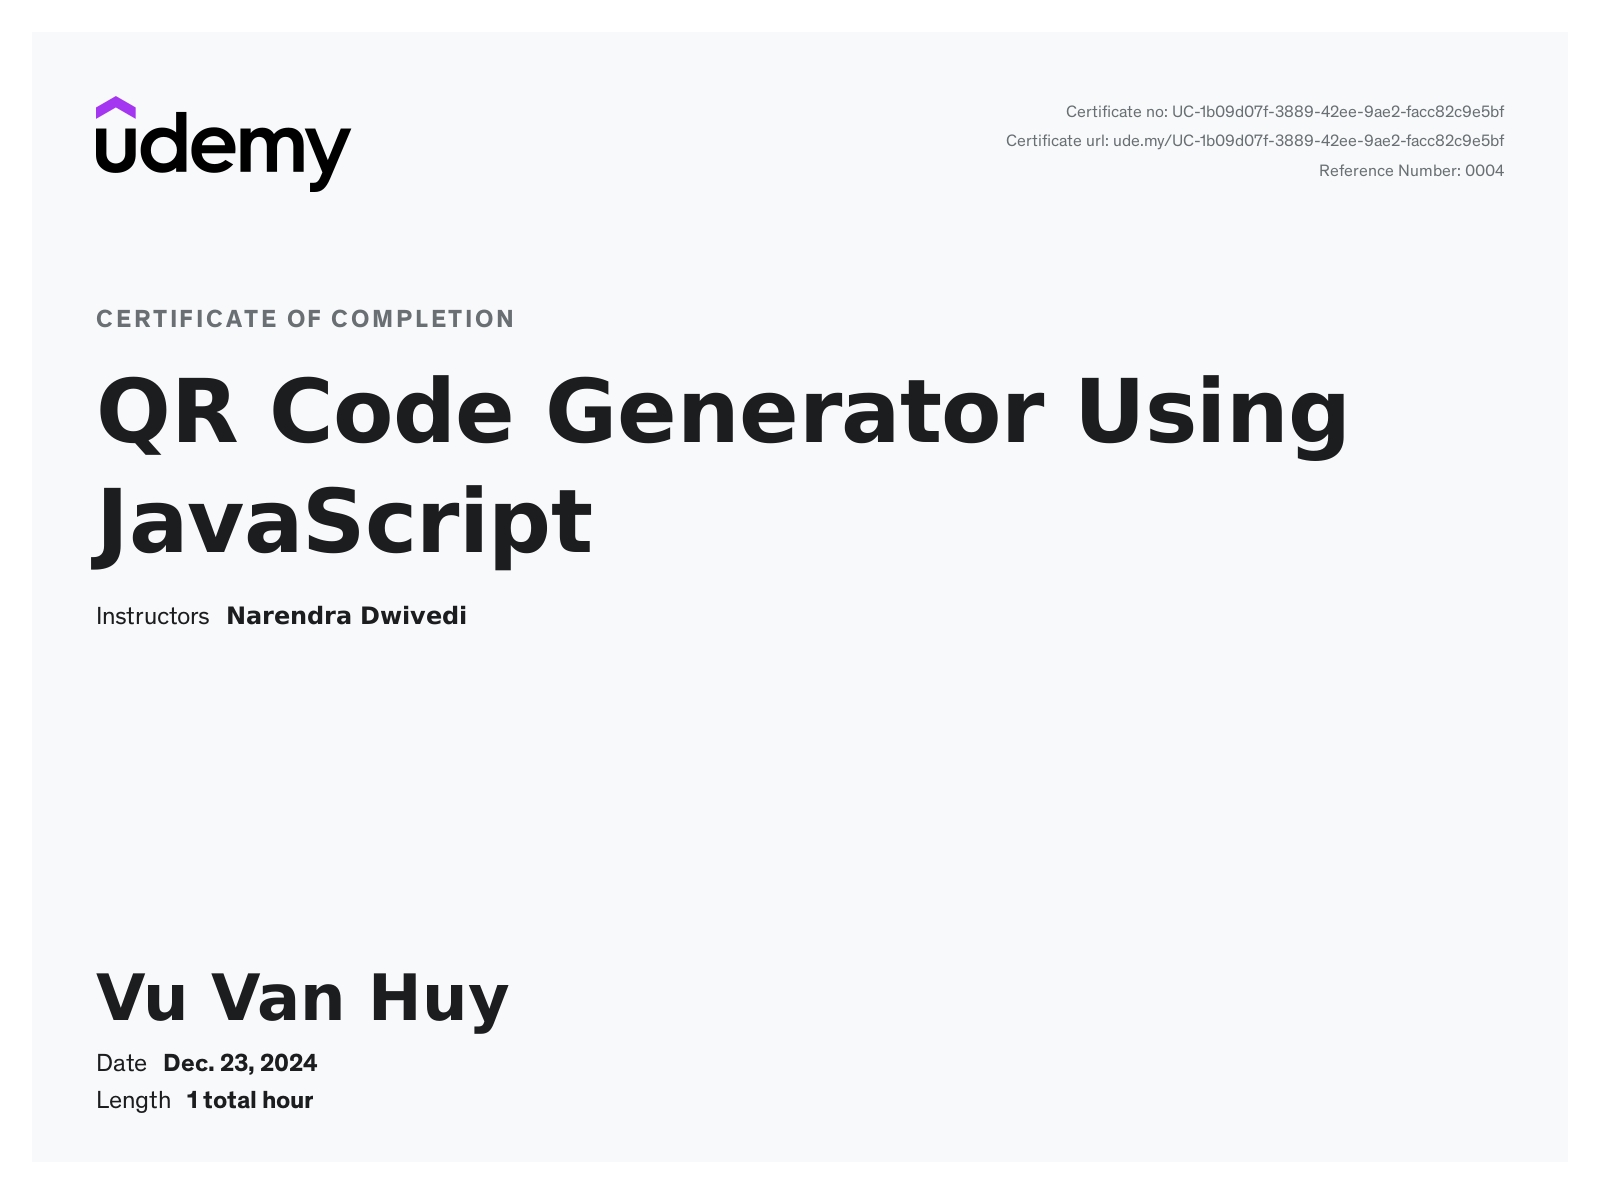 udemy
Certificate no: UC-1b09d07f-3889-42ee-9ae2-facc82c9e5bf
Certificate url: ude.my/UC-1b09d07f-3889-42ee-9ae2-facc82c9e5bf
Reference Number: 0004
CERTIFICATE OF COMPLETION
QR Code Generator Using
JavaScript
Instructors Narendra Dwivedi
Vu Van Huy
Date Dec. 23, 2024
Length 1 total hour